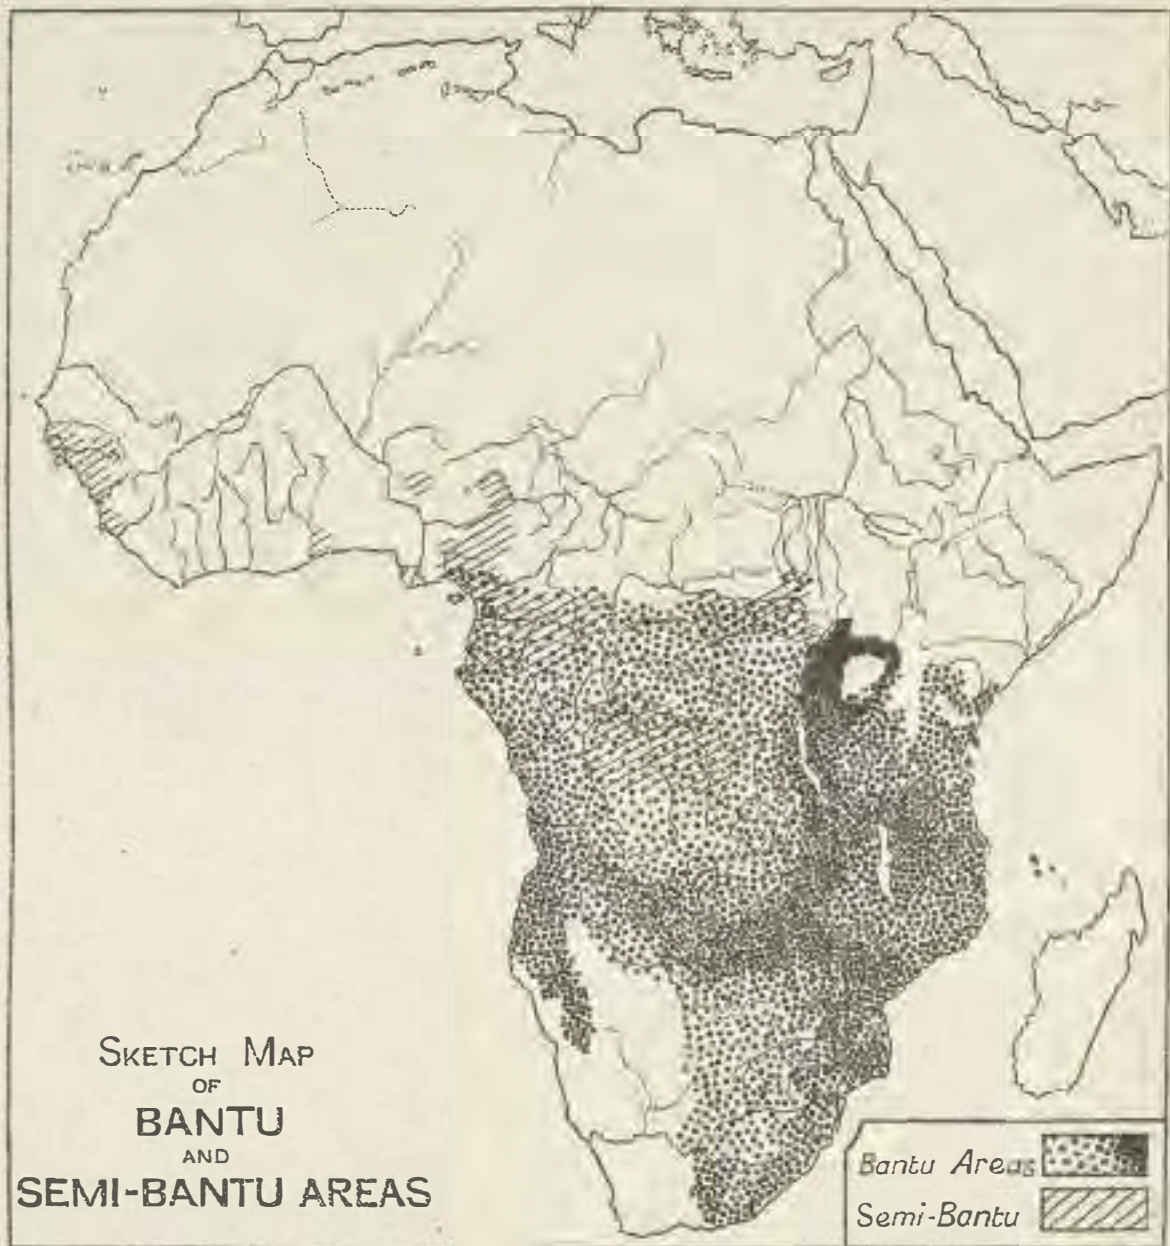 SKETCH MAP
OF
BANTU
AND
SEMI-BANTU AREAS
Bantu Areas
Semi-Bantu